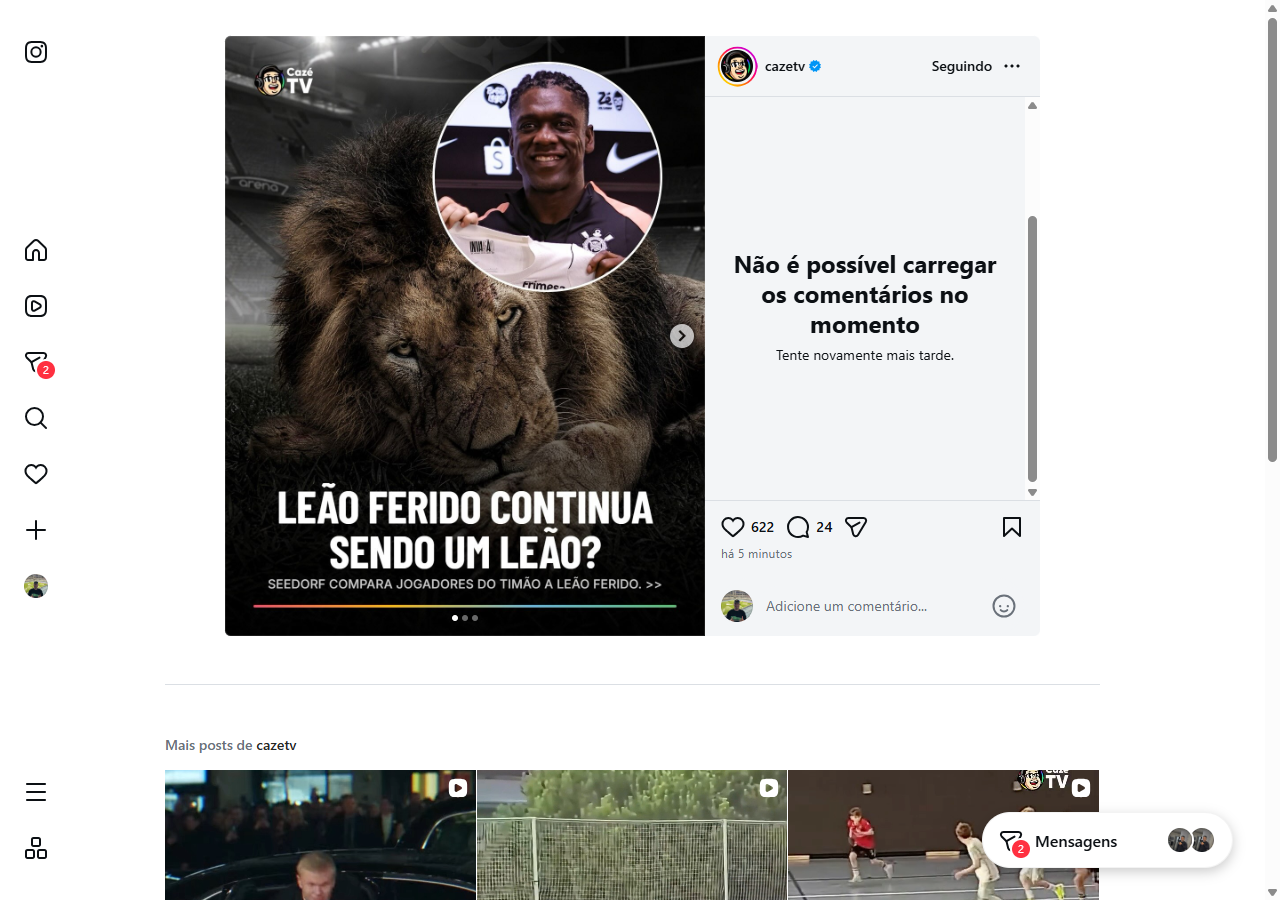 Cazé
TV
arena
LEÃO FERIDO CONTINUA
SENDO UM LEÃO?
SEEDORF COMPARA JOGADORES DO TIMÃO A LEÃO FERIDO. >>
cazetv
Seguindo
Não é possível carregar
os comentários no
momento
Tente novamente mais tarde.
622
24
há 5 minutos
Adicione um comentário...
2
Mais posts de cazetv
TV
2
Mensagens